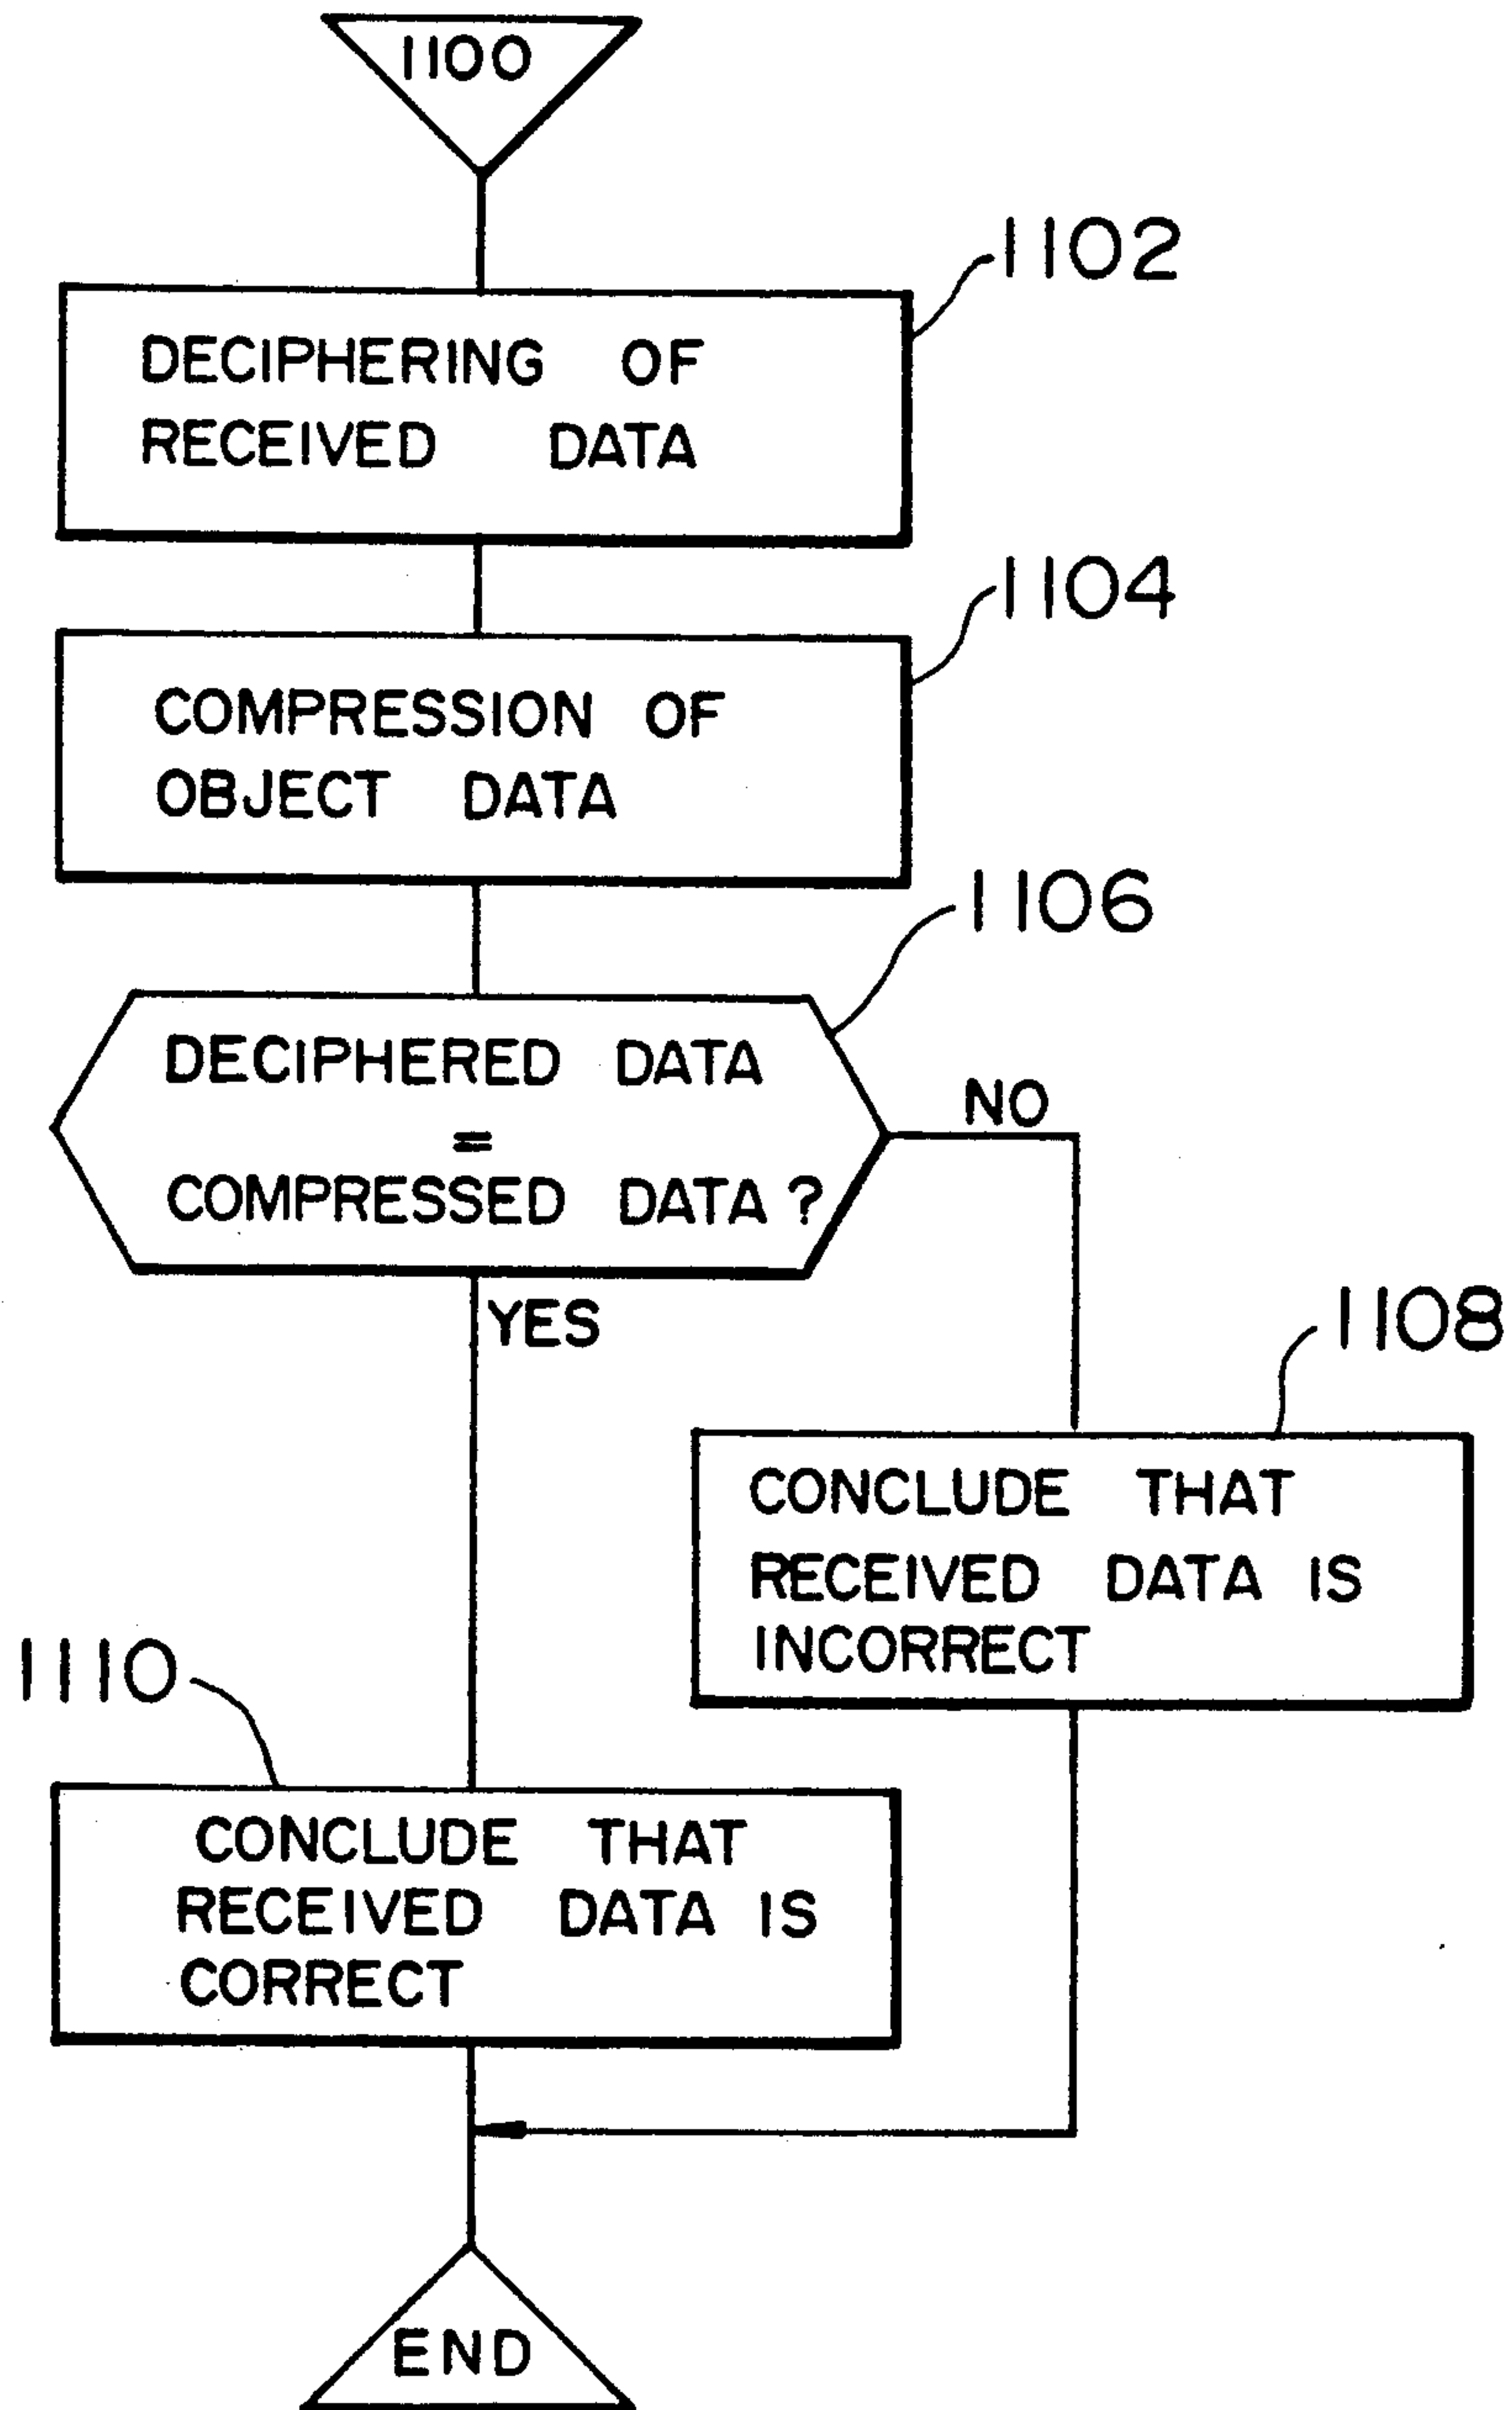 1100
1102
DECIPHERING OF
RECEIVED DATA
1104
COMPRESSION OF
OBJECT DATA
1106
DECIPHERED DATA
=
COMPRESSED DATA?
NO
YES
1108
CONCLUDE THAT
RECEIVED DATA IS
INCORRECT
1110
CONCLUDE THAT
RECEIVED DATA IS
CORRECT
END